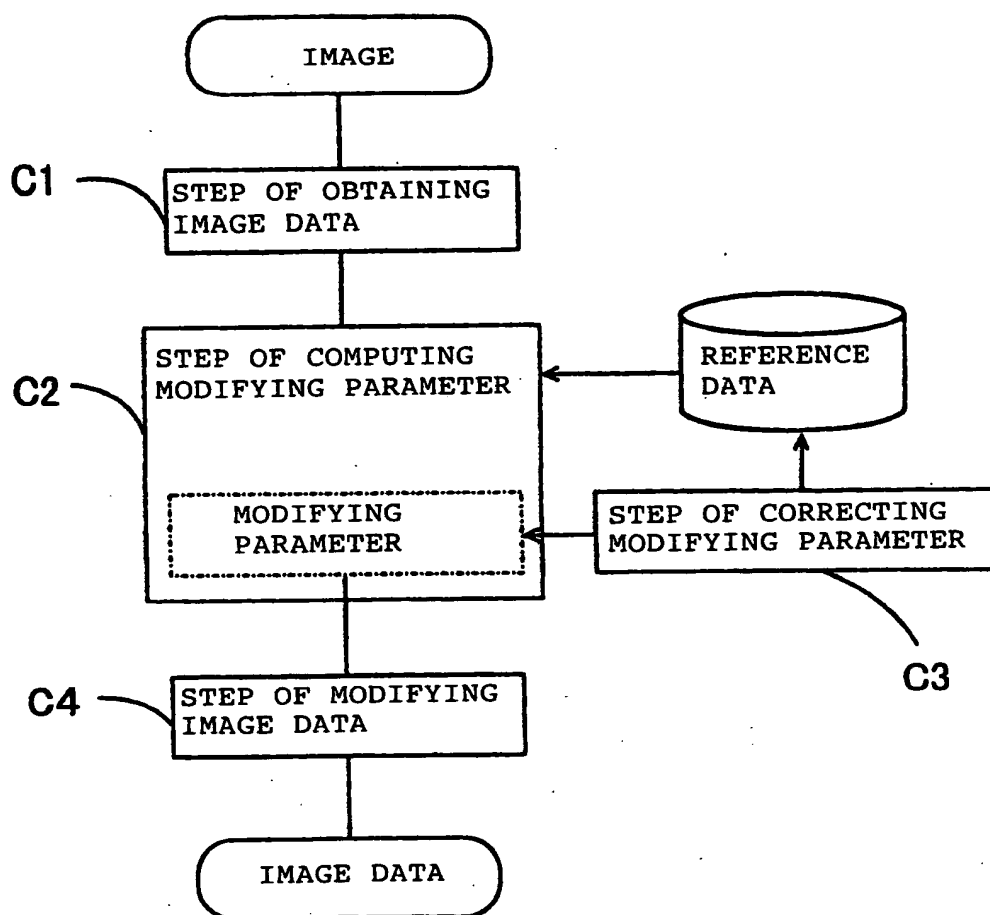 IMAGE
C1
STEP OF OBTAINING
IMAGE DATA
C2
STEP OF COMPUTING
MODIFYING PARAMETER
REFERENCE
DATA
MODIFYING
PARAMETER
STEP OF CORRECTING
MODIFYING PARAMETER
C3
C4
STEP OF MODIFYING
IMAGE DATA
IMAGE DATA